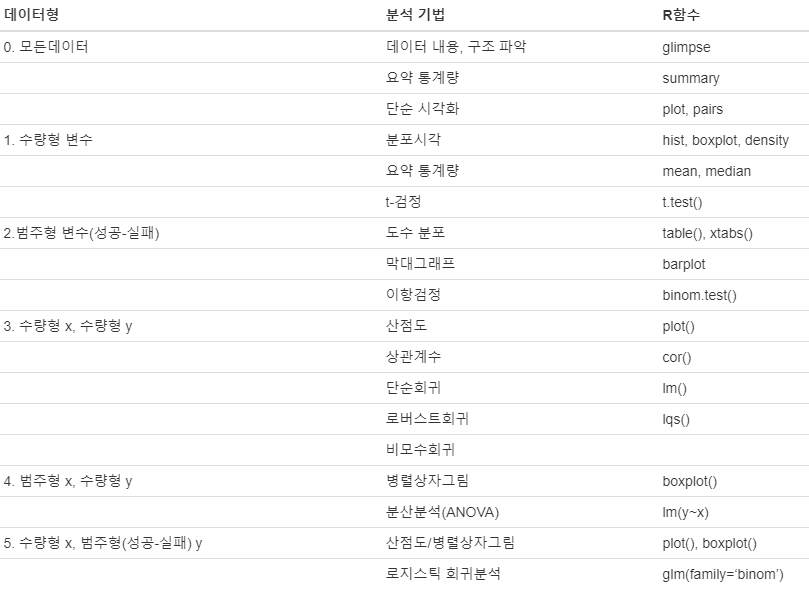 데이터형 분석 기법 R함수
0. 모든데이터 데이터 내용, 구조 파악 glimpse
요약 통계량 summary
단순 시각화 plot, pairs
1. 수량형 변수 분포시각 hist, boxplot, density
요약 통계량 mean, median
t-검정 t.test()
2.범주형 변수(성공-실패) 도수 분포 table(), xtabs()
막대그래프 barplot
이항검정 binom.test()
3. 수량형 x, 수량형 y 산점도 plot()
상관계수 cor()
단순회귀 lm()
로버스트회귀 lqs()
비모수회귀
4. 범주형 x, 수량형 y 병렬상자그림 boxplot()
분산분석(ANOVA) lm(y~x)
5. 수량형 x, 범주형(성공-실패) y 산점도/병렬상자그림 plot(), boxplot()
로지스틱 회귀분석 glm(family=‘binom’)